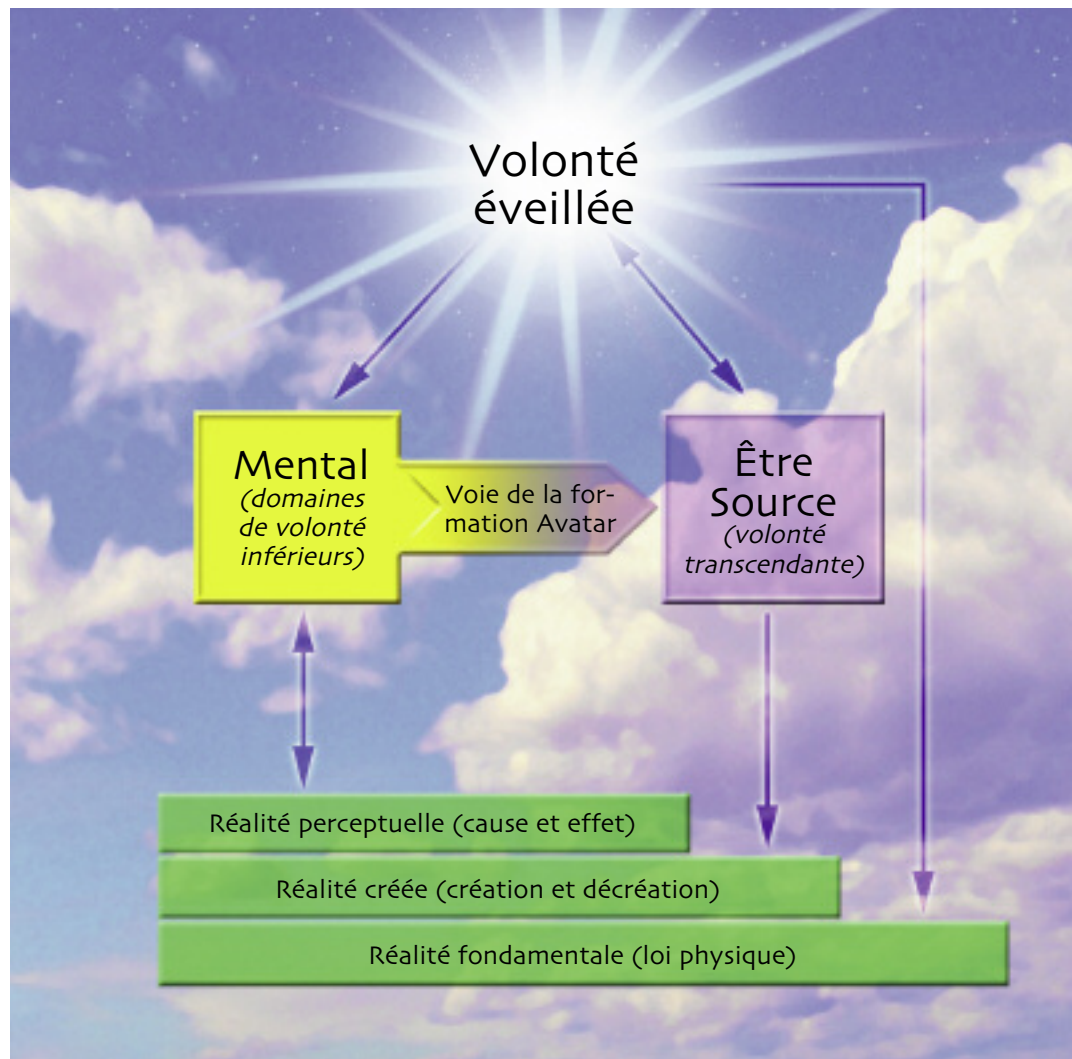 Volonté
éveillée
Mental
(domaines
de volonté
inférieurs)
Voie de la for-
mation Avatar
Être
Source
(volonté
transcendante)
Réalité perceptuelle (cause et effet)
Réalité créée (création et décréation)
Réalité fondamentale (loi physique)